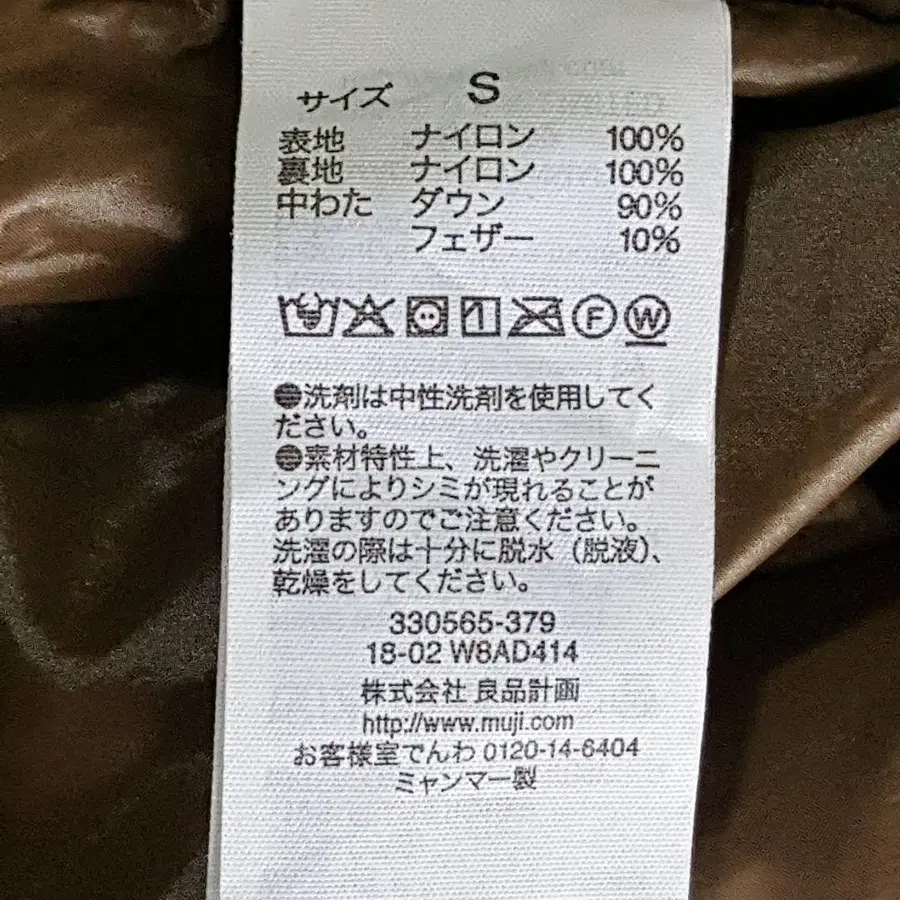 サイズ S
表地 ナイロン 100%
裏地 ナイロン 100%
中わた ダウン 90%
フェザー 10%
1 F W
●洗剤は中性洗剤を使用してく
ださい。
●素材特性上、洗濯やクリーニ
ングによりシミが現れることが
ありますのでご注意ください。
洗濯の際は十分に脱水（脱液）、
乾燥をしてください。
330565-379
18-02 W8AD414
株式会社 良品計画
http://www.muji.com
お客様室でんわ 0120-14-6404
ミャンマー製